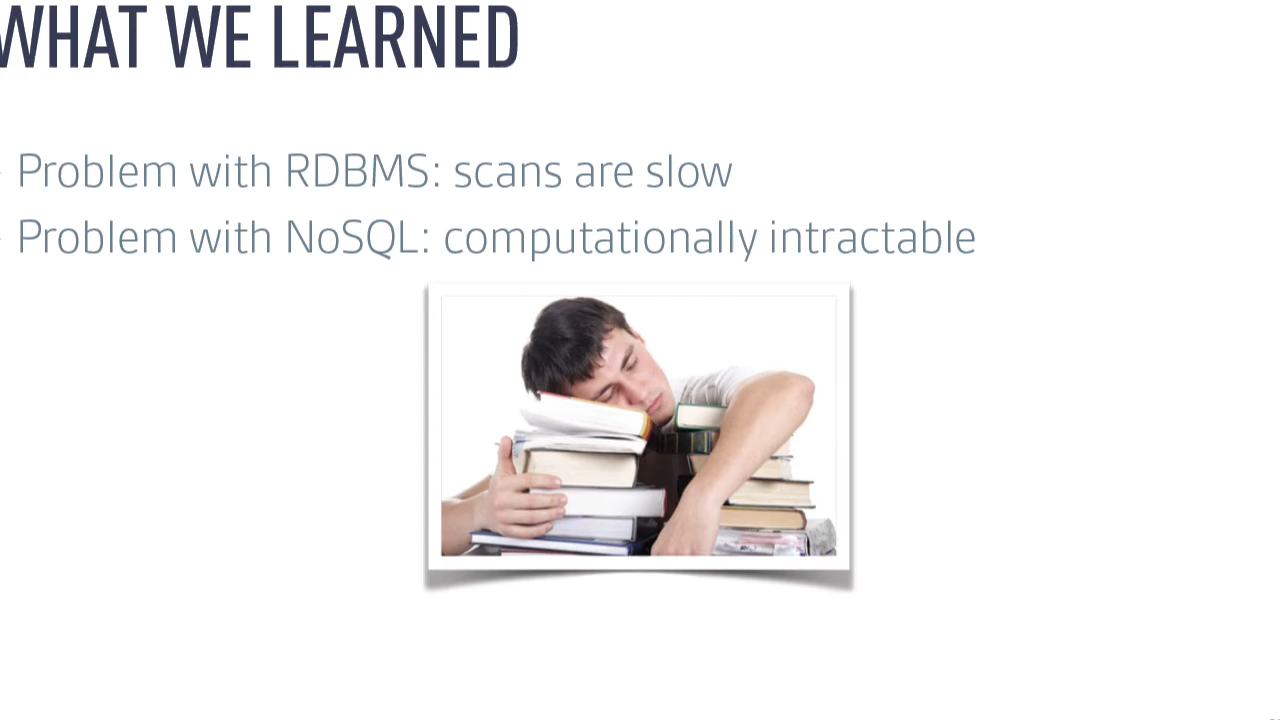 WHAT WE LEARNED
Problem with RDBMS: scans are slow
Problem with NoSQL: computationally intractable